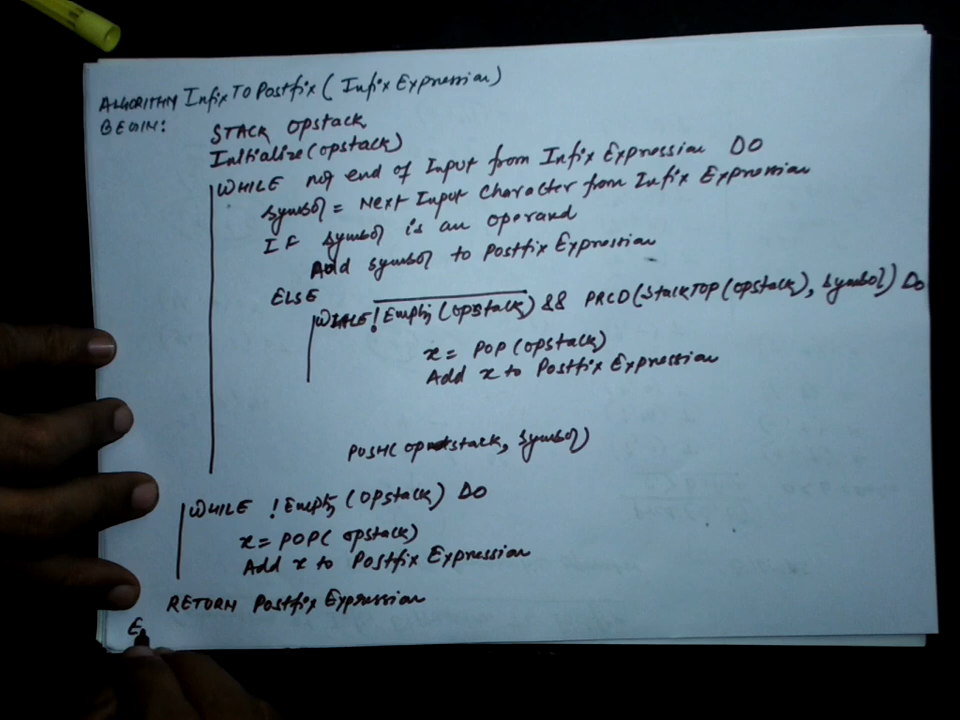 ALGORITHM Infix To Postfix ( Infix Expression)
BEGIN:
STACK opstack
Initialize(opstack)
WHILE not end of Input from Infix Expression DO
symbol = Next Input Character from Infix Expression
IF symbol is an operand
Add symbol to Postfix Expression
ELSE
WHILE !Empty (opstack) && PRCD(StackTOP(opstack), symbol) Do
x = POP(opstack)
Add x to Postfix Expression
PUSH( opstack, symbol)
WHILE !Empty (opstack) Do
x = POP( opstack)
Add x to Postfix Expression
RETURN Postfix Expression
E